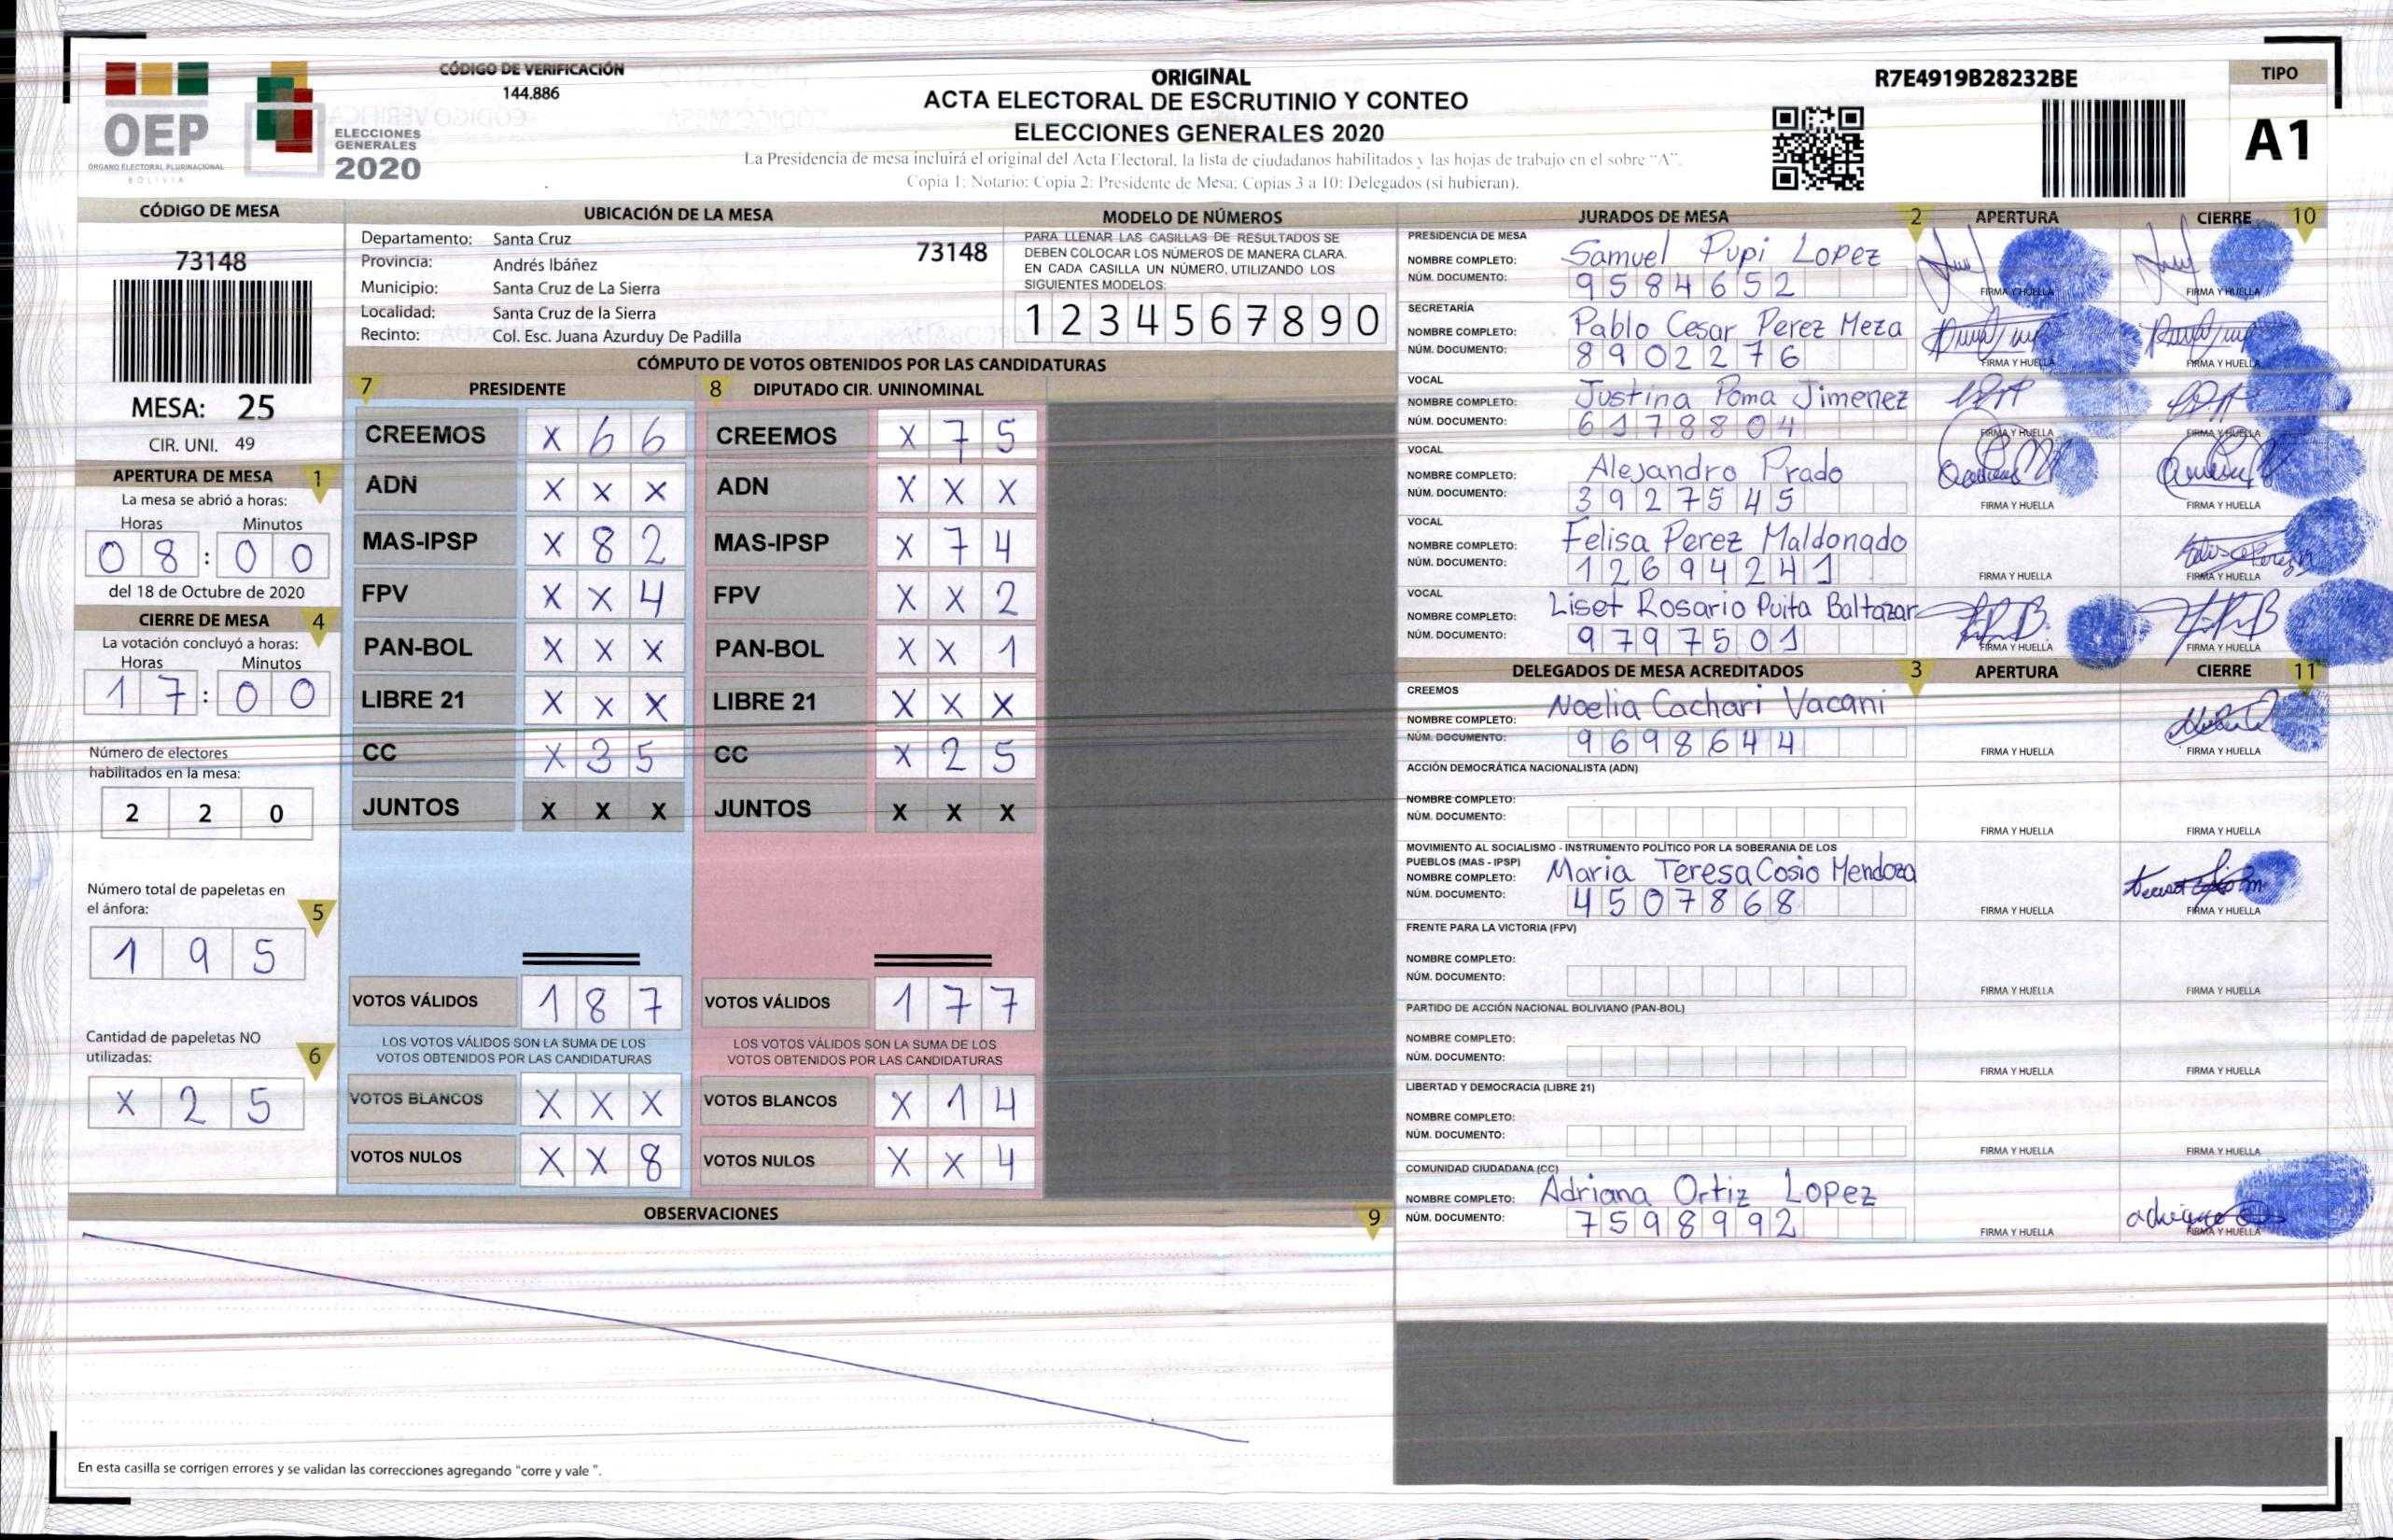 OEP
ÓRGANO ELECTORAL PLURINACIONAL
BOLIVIA
ELECCIONES
GENERALES
2020
CÓDIGO DE VERIFICACIÓN
144.886
ORIGINAL
ACTA ELECTORAL DE ESCRUTINIO Y CONTEO
ELECCIONES GENERALES 2020
La Presidencia de mesa incluirá el original del Acta Electoral, la lista de ciudadanos habilitados y las hojas de trabajo en el sobre "A".
Copia 1: Notario; Copia 2: Presidente de Mesa; Copias 3 a 10: Delegados (si hubieran).
R7E4919B28232BE
TIPO
A1
CÓDIGO DE MESA
73148
MESA: 25
CIR. UNI. 49
APERTURA DE MESA 1
La mesa se abrió a horas:
Horas Minutos
0 8 : 0 0
del 18 de Octubre de 2020
CIERRE DE MESA 4
La votación concluyó a horas:
Horas Minutos
1 7 : 0 0
Número de electores
habilitados en la mesa:
2 2 0
Número total de papeletas en
el ánfora: 5
1 9 5
Cantidad de papeletas NO
utilizadas: 6
X 2 5
UBICACIÓN DE LA MESA
Departamento: Santa Cruz 73148
Provincia: Andrés Ibáñez
Municipio: Santa Cruz de La Sierra
Localidad: Santa Cruz de la Sierra
Recinto: Col. Esc. Juana Azurduy De Padilla
MODELO DE NÚMEROS
PARA LLENAR LAS CASILLAS DE RESULTADOS SE
DEBEN COLOCAR LOS NÚMEROS DE MANERA CLARA.
EN CADA CASILLA UN NÚMERO, UTILIZANDO LOS
SIGUIENTES MODELOS:
1 2 3 4 5 6 7 8 9 0
CÓMPUTO DE VOTOS OBTENIDOS POR LAS CANDIDATURAS
7 PRESIDENTE 8 DIPUTADO CIR. UNINOMINAL
CREEMOS X 6 6 CREEMOS X 7 5
ADN X X X ADN X X X
MAS-IPSP X 8 2 MAS-IPSP X 7 4
FPV X X 4 FPV X X 2
PAN-BOL X X X PAN-BOL X X 1
LIBRE 21 X X X LIBRE 21 X X X
CC X 3 5 CC X 2 5
JUNTOS X X X JUNTOS X X X
VOTOS VÁLIDOS 1 8 7 VOTOS VÁLIDOS 1 7 7
LOS VOTOS VÁLIDOS SON LA SUMA DE LOS LOS VOTOS VÁLIDOS SON LA SUMA DE LOS
VOTOS OBTENIDOS POR LAS CANDIDATURAS VOTOS OBTENIDOS POR LAS CANDIDATURAS
VOTOS BLANCOS X X X VOTOS BLANCOS X 1 4
VOTOS NULOS X X 8 VOTOS NULOS X X 4
OBSERVACIONES 9
En esta casilla se corrigen errores y se validan las correcciones agregando "corre y vale ".
JURADOS DE MESA 2 APERTURA CIERRE 10
PRESIDENCIA DE MESA
NOMBRE COMPLETO: Samuel Pupi Lopez
NÚM. DOCUMENTO: 9584652
FIRMA Y HUELLA FIRMA Y HUELLA
SECRETARÍA
NOMBRE COMPLETO: Pablo Cesar Perez Meza
NÚM. DOCUMENTO: 8902276
FIRMA Y HUELLA FIRMA Y HUELLA
VOCAL
NOMBRE COMPLETO: Justina Poma Jimenez
NÚM. DOCUMENTO: 6178804
FIRMA Y HUELLA FIRMA Y HUELLA
VOCAL
NOMBRE COMPLETO: Alejandro Prado
NÚM. DOCUMENTO: 3927545
FIRMA Y HUELLA FIRMA Y HUELLA
VOCAL
NOMBRE COMPLETO: Felisa Perez Maldonado
NÚM. DOCUMENTO: 12694241
FIRMA Y HUELLA FIRMA Y HUELLA
VOCAL
NOMBRE COMPLETO: Liset Rosario Puita Baltazar
NÚM. DOCUMENTO: 9797501
FIRMA Y HUELLA FIRMA Y HUELLA
DELEGADOS DE MESA ACREDITADOS 3 APERTURA CIERRE 11
CREEMOS
NOMBRE COMPLETO: Noelia Cachari Vacani
NÚM. DOCUMENTO: 9698644
FIRMA Y HUELLA FIRMA Y HUELLA
ACCIÓN DEMOCRÁTICA NACIONALISTA (ADN)
NOMBRE COMPLETO:
NÚM. DOCUMENTO:
FIRMA Y HUELLA FIRMA Y HUELLA
MOVIMIENTO AL SOCIALISMO - INSTRUMENTO POLÍTICO POR LA SOBERANIA DE LOS
PUEBLOS (MAS - IPSP)
NOMBRE COMPLETO: Maria Teresa Cosio Mendoza
NÚM. DOCUMENTO: 4507868
FIRMA Y HUELLA FIRMA Y HUELLA
FRENTE PARA LA VICTORIA (FPV)
NOMBRE COMPLETO:
NÚM. DOCUMENTO:
FIRMA Y HUELLA FIRMA Y HUELLA
PARTIDO DE ACCIÓN NACIONAL BOLIVIANO (PAN-BOL)
NOMBRE COMPLETO:
NÚM. DOCUMENTO:
FIRMA Y HUELLA FIRMA Y HUELLA
LIBERTAD Y DEMOCRACIA (LIBRE 21)
NOMBRE COMPLETO:
NÚM. DOCUMENTO:
FIRMA Y HUELLA FIRMA Y HUELLA
COMUNIDAD CIUDADANA (CC)
NOMBRE COMPLETO: Adriana Ortiz Lopez
NÚM. DOCUMENTO: 7598992
FIRMA Y HUELLA FIRMA Y HUELLA